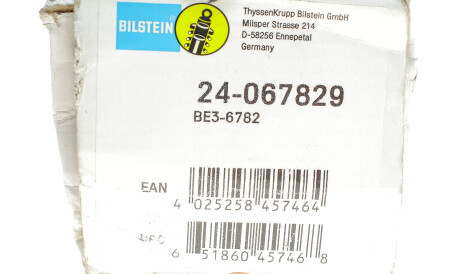 BILSTEIN
ThyssenKrupp Bilstein GmbH
Milsper Strasse 214
D-58256 Ennepetal
Germany
24-067829
BE3-6782
EAN
4 025258 457464
UPC
6 51860 45746 8